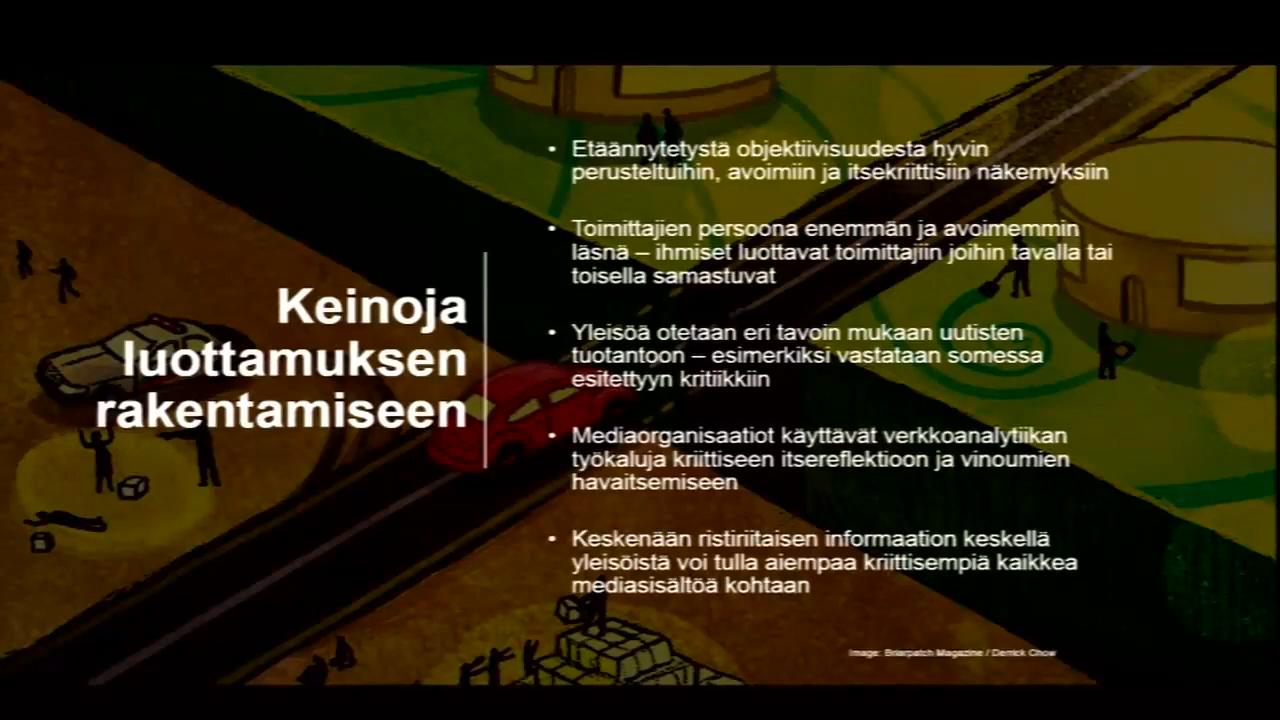 Keinoja
luottamuksen
rakentamiseen
• Etäännytetystä objektiivisuudesta hyvin
perusteltuihin, avoimiin ja itsekriittisiin näkemyksiin
• Toimittajien persoona enemmän ja avoimemmin
läsnä – ihmiset luottavat toimittajiin joihin tavalla tai
toisella samastuvat
• Yleisöä otetaan eri tavoin mukaan uutisten
tuotantoon – esimerkiksi vastataan somessa
esitettyyn kritiikkiin
• Mediaorganisaatiot käyttävät verkkoanalytiikan
työkaluja kriittiseen itsereflektioon ja vinoumien
havaitsemiseen
• Keskenään ristiriitaisen informaation keskellä
yleisöistä voi tulla aiempaa kriittisempiä kaikkea
mediasisältöä kohtaan
Image: Briarpatch Magazine / Derrick Chow